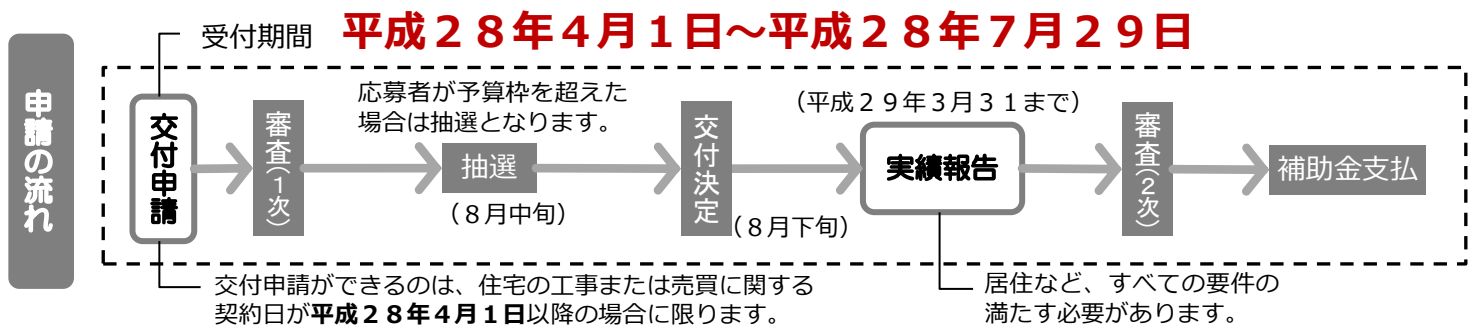 申請の流れ
受付期間 平成２８年４月１日～平成２８年７月２９日
交付申請
審査(１次)
応募者が予算枠を超えた
場合は抽選となります。
抽選
（８月中旬）
交付決定
（８月下旬）
（平成２９年３月３１まで）
実績報告
審査(２次)
補助金支払
交付申請ができるのは、住宅の工事または売買に関する
契約日が平成２８年４月１日以降の場合に限ります。
居住など、すべての要件の
満たす必要があります。